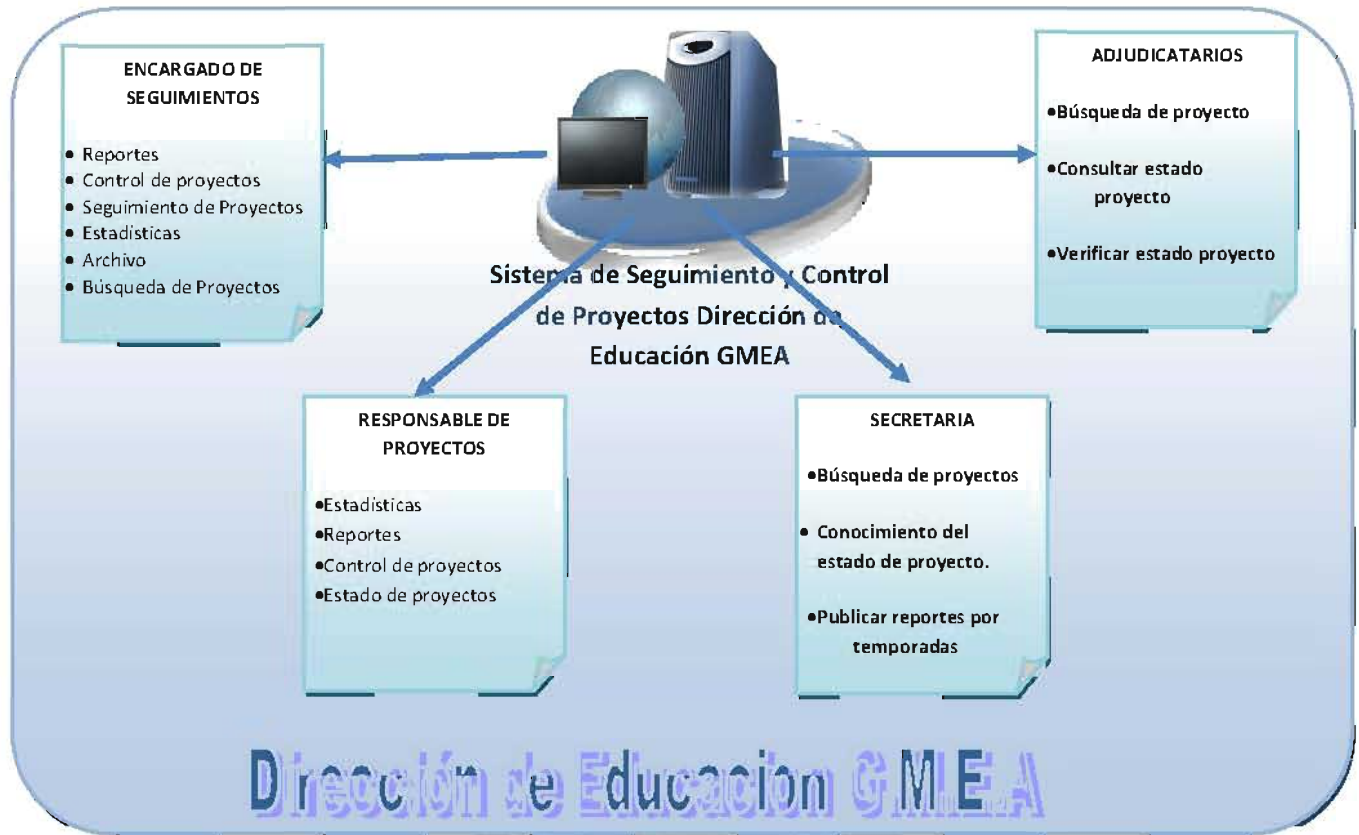 ENCARGADO DE
SEGUIMIENTOS
• Reportes
• Control de proyectos
• Seguimiento de Proyectos
• Estadísticas
• Archivo
• Búsqueda de Proyectos
ADJUDICATARIOS
•Búsqueda de proyecto
•Consultar estado
proyecto
•Verificar estado proyecto
Sistema de Seguimiento y Control
de Proyectos Dirección de
Educación GMEA
RESPONSABLE DE
PROYECTOS
•Estadísticas
•Reportes
•Control de proyectos
•Estado de proyectos
SECRETARIA
•Búsqueda de proyectos
• Conocimiento del
estado de proyecto.
•Publicar reportes por
temporadas
Dirección de Educación G.M.E.A